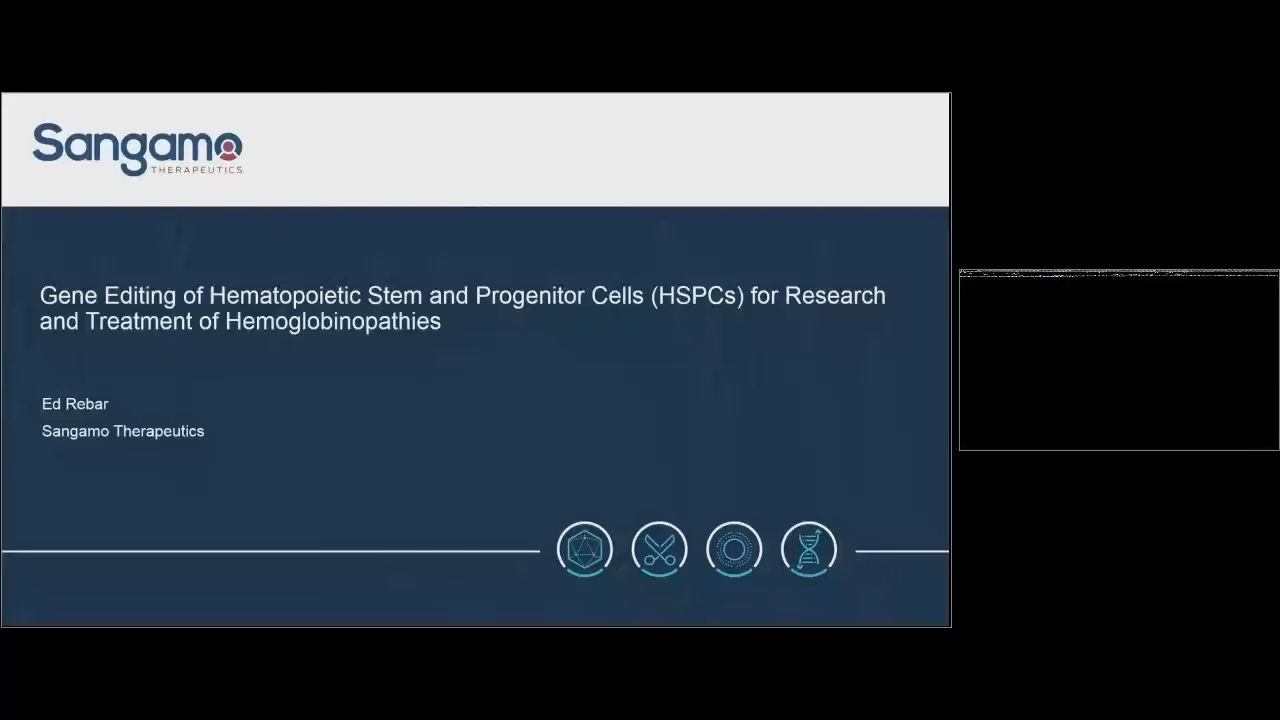 Sangamo
THERAPEUTICS
Gene Editing of Hematopoietic Stem and Progenitor Cells (HSPCs) for Research
and Treatment of Hemoglobinopathies
Ed Rebar
Sangamo Therapeutics